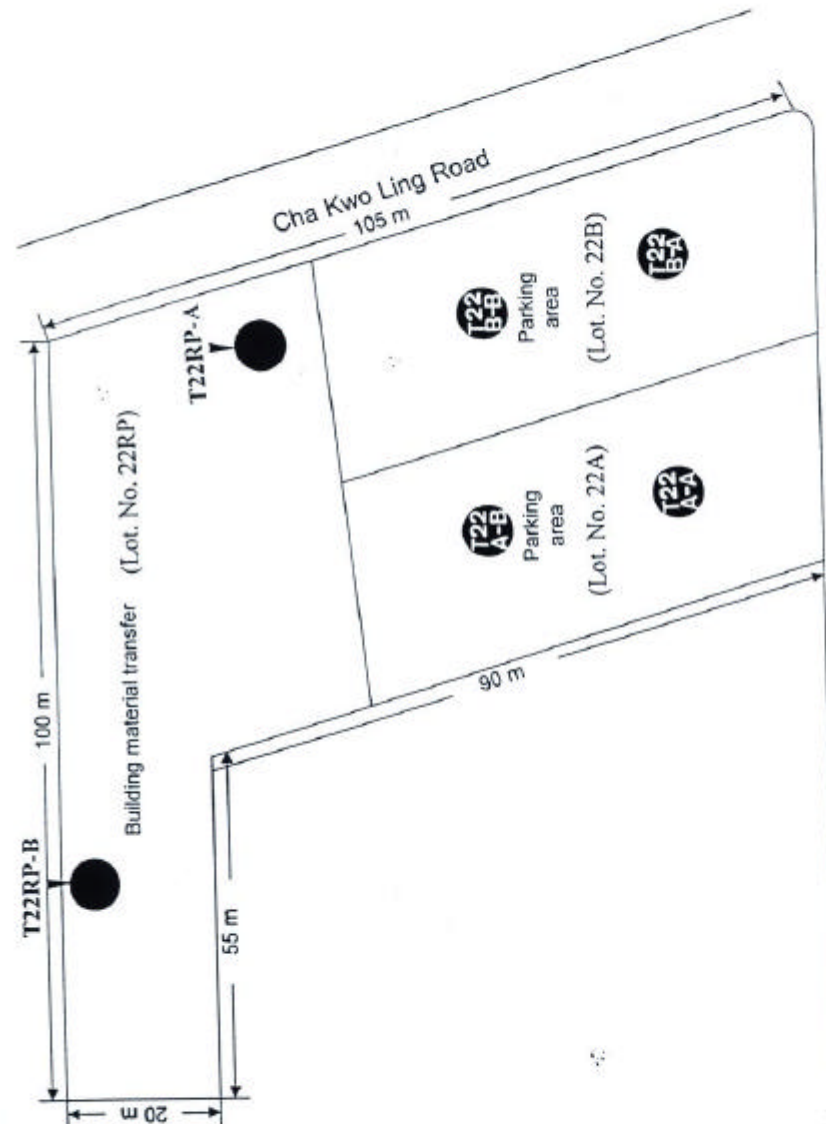 Cha Kwo Ling Road
105 m
T22RP-A
T22
B-B
Parking
area
(Lot. No. 22B)
T22
B-A
Building material transfer (Lot. No. 22RP)
T22
A-B
Parking
area
(Lot. No. 22A)
T22
A-A
100 m
90 m
T22RP-B
55 m
20 m